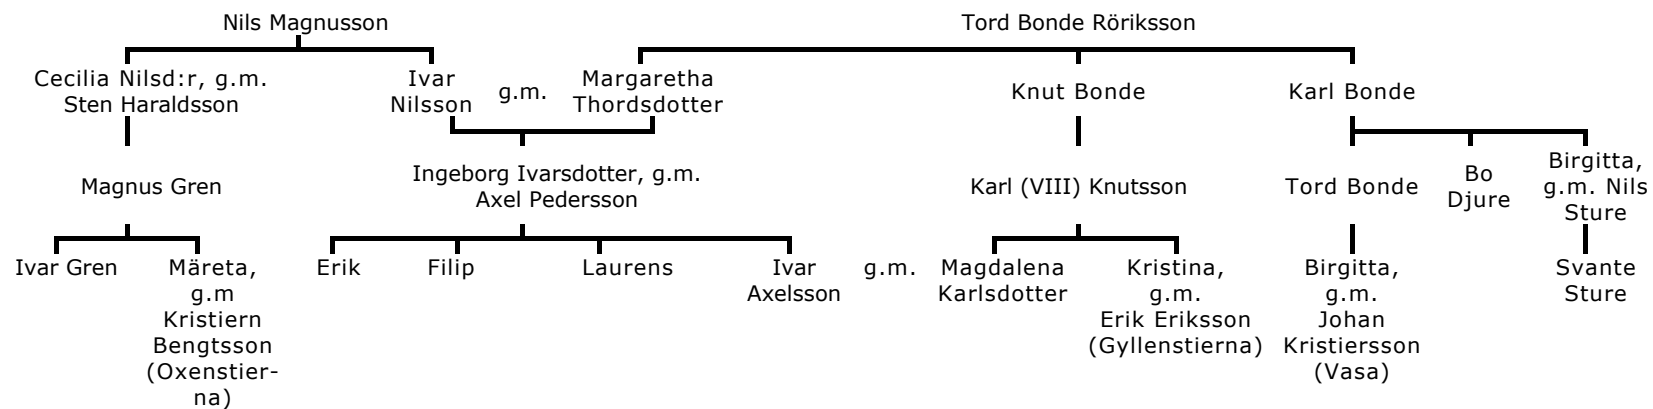 Nils Magnusson
Tord Bonde Röriksson
Cecilia Nilsd:r, g.m.
Sten Haraldsson
Ivar
Nilsson
g.m.
Margaretha
Thordsdotter
Knut Bonde
Karl Bonde
Magnus Gren
Ingeborg Ivarsdotter, g.m.
Axel Pedersson
Karl (VIII) Knutsson
Tord Bonde
Bo
Djure
Birgitta,
g.m. Nils
Sture
Ivar Gren
Märeta,
g.m
Kristiern
Bengtsson
(Oxenstier-
na)
Erik
Filip
Laurens
Ivar
Axelsson
g.m.
Magdalena
Karlsdotter
Kristina,
g.m.
Erik Eriksson
(Gyllenstierna)
Birgitta,
g.m.
Johan
Kristiersson
(Vasa)
Svante
Sture